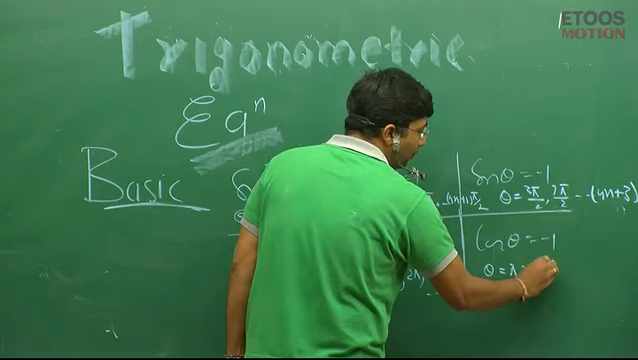 ETOOS
MOTION
Trigonometric
Eqⁿ
Basic
Sinθ = -1
θ = 3π/2, 7π/2 --(4n+3)
Cosθ = -1
θ = π